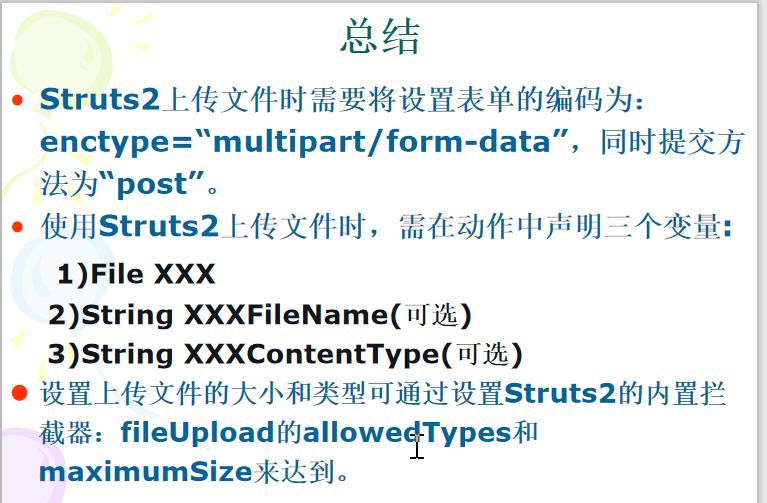 总结
Struts2上传文件时需要将设置表单的编码为：
enctype=“multipart/form-data”，同时提交方
法为“post”。
使用Struts2上传文件时，需在动作中声明三个变量:
1)File XXX
2)String XXXFileName(可选)
3)String XXXContentType(可选)
设置上传文件的大小和类型可通过设置Struts2的内置拦
截器：fileUpload的allowedTypes和
maximumSize来达到。